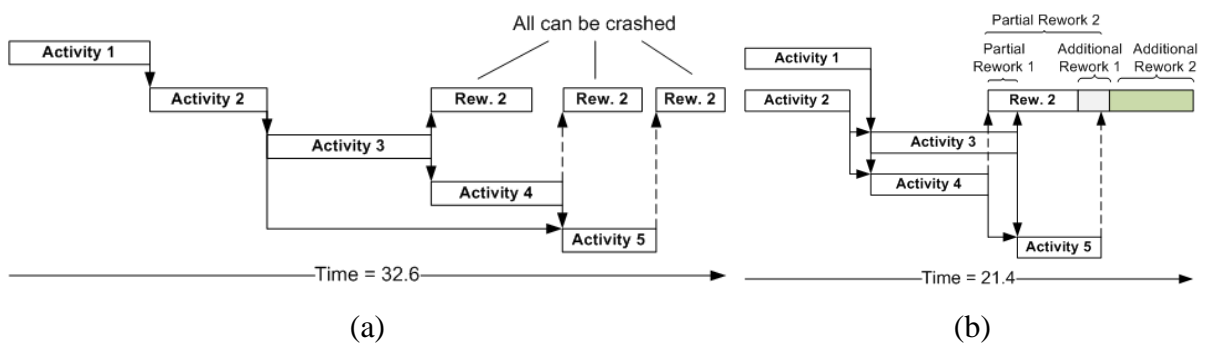 All can be crashed
Activity 1
Activity 2
Rew. 2
Rew. 2
Rew. 2
Activity 3
Activity 4
Activity 5
Time = 32.6
(a)
Partial Rework 2
Partial
Rework 1
Additional
Rework 1
Additional
Rework 2
Activity 1
Activity 2
Rew. 2
Activity 3
Activity 4
Activity 5
Time = 21.4
(b)